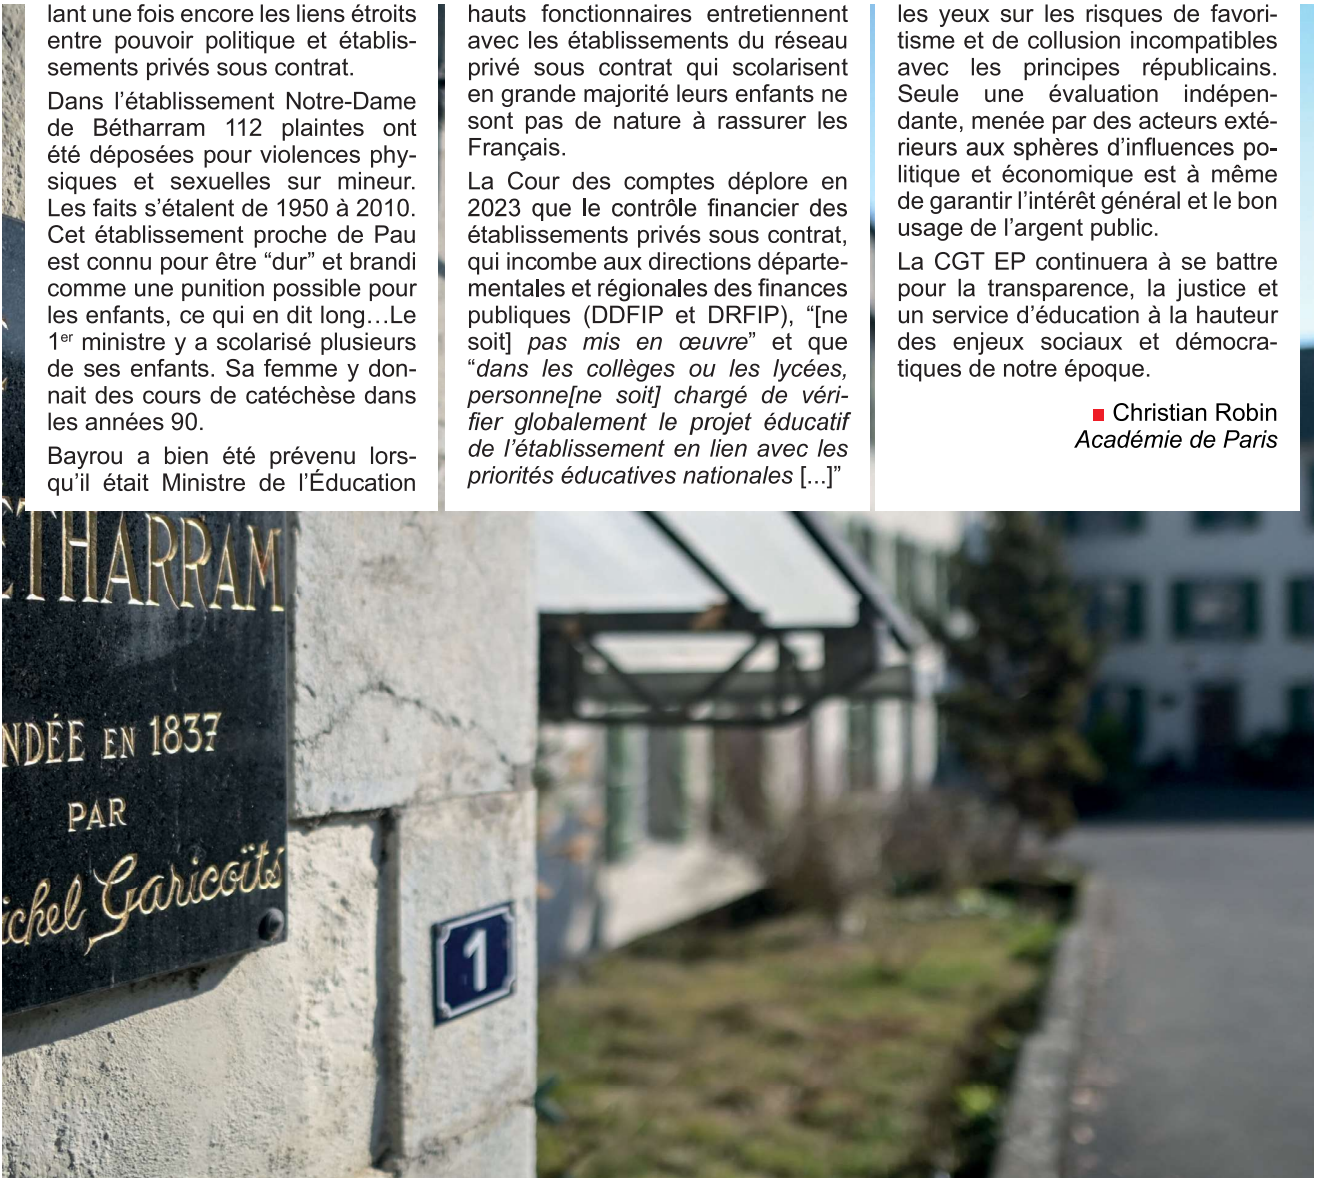 lant une fois encore les liens étroits
entre pouvoir politique et établis-
sements privés sous contrat.
Dans l’établissement Notre-Dame
de Bétharram 112 plaintes ont
été déposées pour violences phy-
siques et sexuelles sur mineur.
Les faits s’étalent de 1950 à 2010.
Cet établissement proche de Pau
est connu pour être “dur” et brandi
comme une punition possible pour
les enfants, ce qui en dit long…Le
1er ministre y a scolarisé plusieurs
de ses enfants. Sa femme y don-
nait des cours de catéchèse dans
les années 90.
Bayrou a bien été prévenu lors-
qu’il était Ministre de l’Éducation
hauts fonctionnaires entretiennent
avec les établissements du réseau
privé sous contrat qui scolarisent
en grande majorité leurs enfants ne
sont pas de nature à rassurer les
Français.
La Cour des comptes déplore en
2023 que le contrôle financier des
établissements privés sous contrat,
qui incombe aux directions départe-
mentales et régionales des finances
publiques (DDFIP et DRFIP), “[ne
soit] pas mis en œuvre” et que
“dans les collèges ou les lycées,
personne[ne soit] chargé de véri-
fier globalement le projet éducatif
de l’établissement en lien avec les
priorités éducatives nationales [...]”
les yeux sur les risques de favori-
tisme et de collusion incompatibles
avec les principes républicains.
Seule une évaluation indépen-
dante, menée par des acteurs exté-
rieurs aux sphères d’influences po-
litique et économique est à même
de garantir l’intérêt général et le bon
usage de l’argent public.
La CGT EP continuera à se battre
pour la transparence, la justice et
un service d’éducation à la hauteur
des enjeux sociaux et démocra-
tiques de notre époque.
Christian Robin
Académie de Paris
ETHARRAM
NDÉE EN 1837
PAR
ichel Garicoïts
1